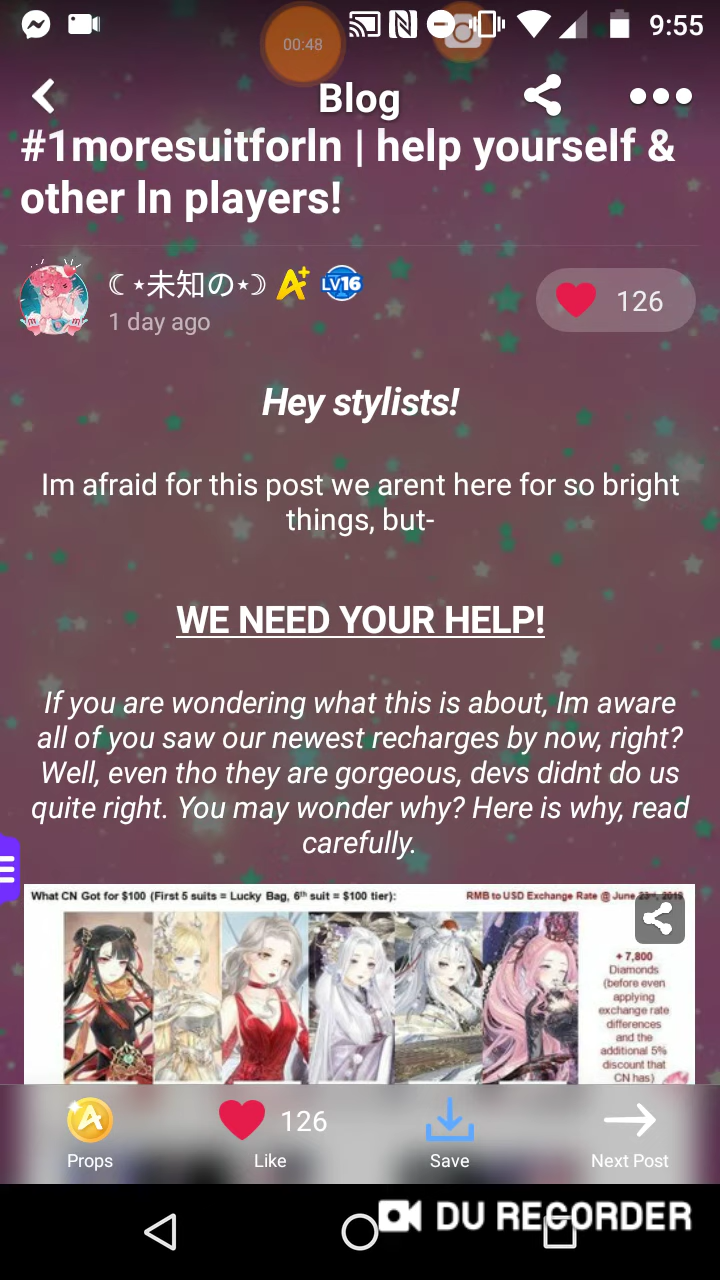 00:48
9:55
Blog
#1moresuitforln | help yourself &
other ln players!
☾⋆未知の⋆☽ A+ LV16
1 day ago
126
Hey stylists!
Im afraid for this post we arent here for so bright
things, but-
WE NEED YOUR HELP!
If you are wondering what this is about, Im aware
all of you saw our newest recharges by now, right?
Well, even tho they are gorgeous, devs didnt do us
quite right. You may wonder why? Here is why, read
carefully.
What CN Got for $100 (First 5 suits = Lucky Bag, 6th suit = $100 tier):
RMB to USD Exchange Rate @ June 23rd, 2019
+ 7,800
Diamonds
(before even
applying
exchange rate
differences
and the
additional 5%
discount that
CN has)
126
Props
Like
Save
Next Post
DU RECORDER